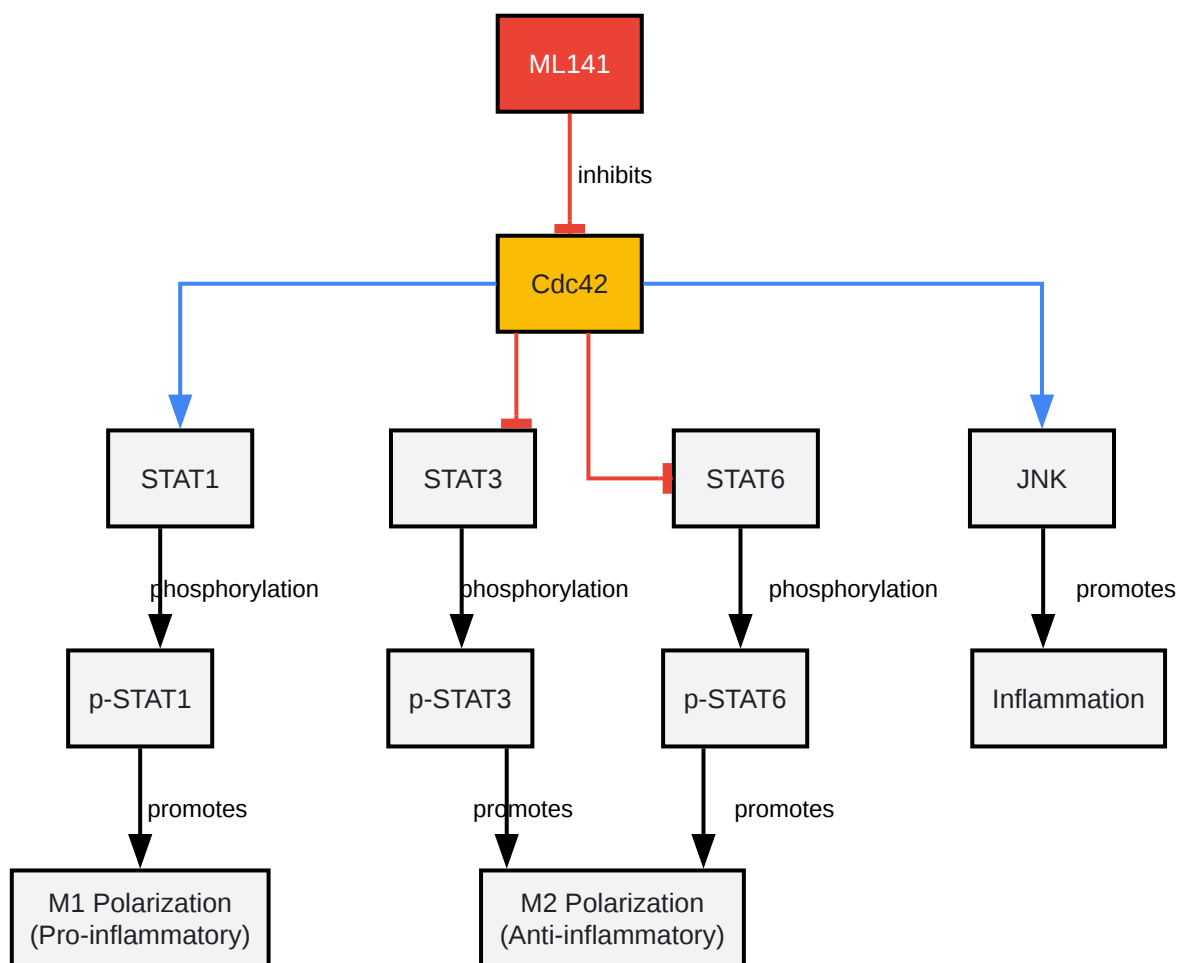 ML141
inhibits
Cdc42
STAT1
STAT3
STAT6
JNK
phosphorylation
phosphorylation
phosphorylation
promotes
p-STAT1
p-STAT3
p-STAT6
Inflammation
promotes
promotes
promotes
M1 Polarization
(Pro-inflammatory)
M2 Polarization
(Anti-inflammatory)